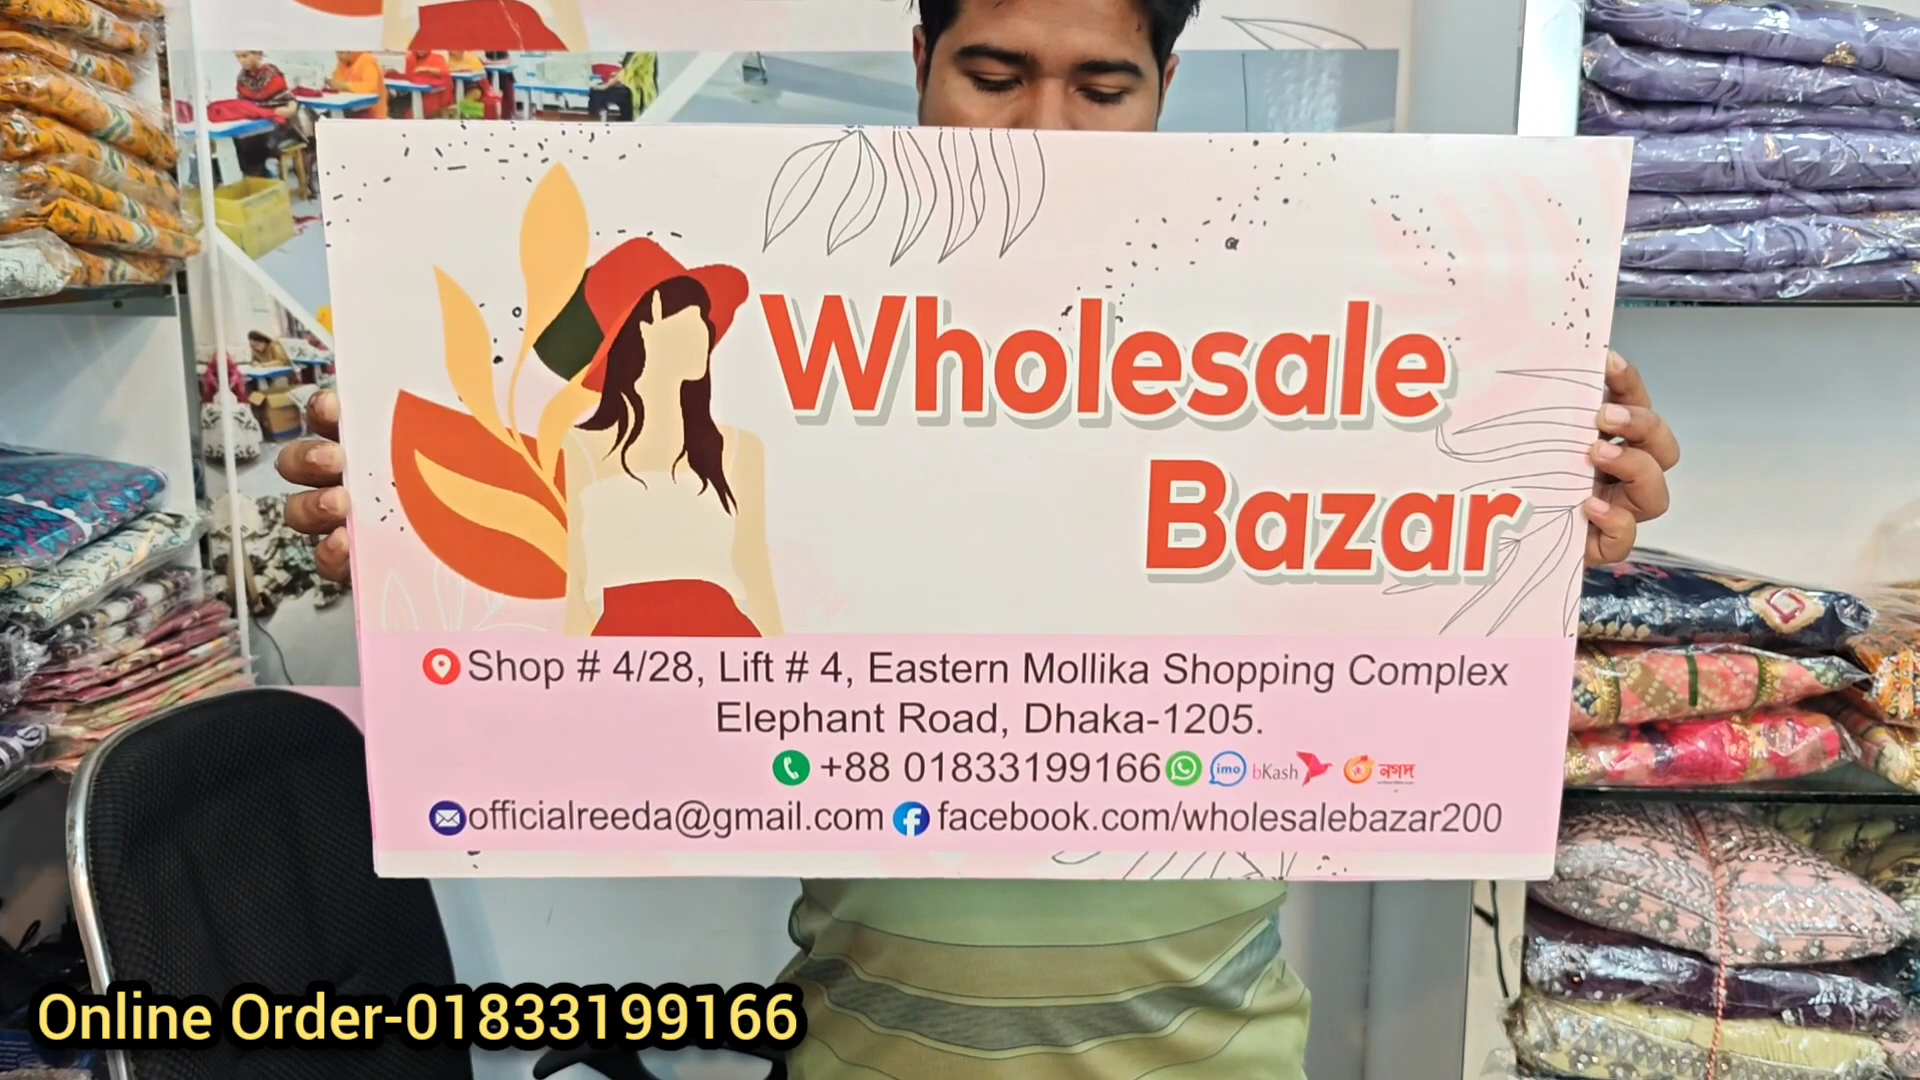 Wholesale
Bazar
Shop # 4/28, Lift # 4, Eastern Mollika Shopping Complex
Elephant Road, Dhaka-1205.
+88 01833199166 imo bKash নগদ
officialreeda@gmail.com facebook.com/wholesalebazar200
Online Order-01833199166